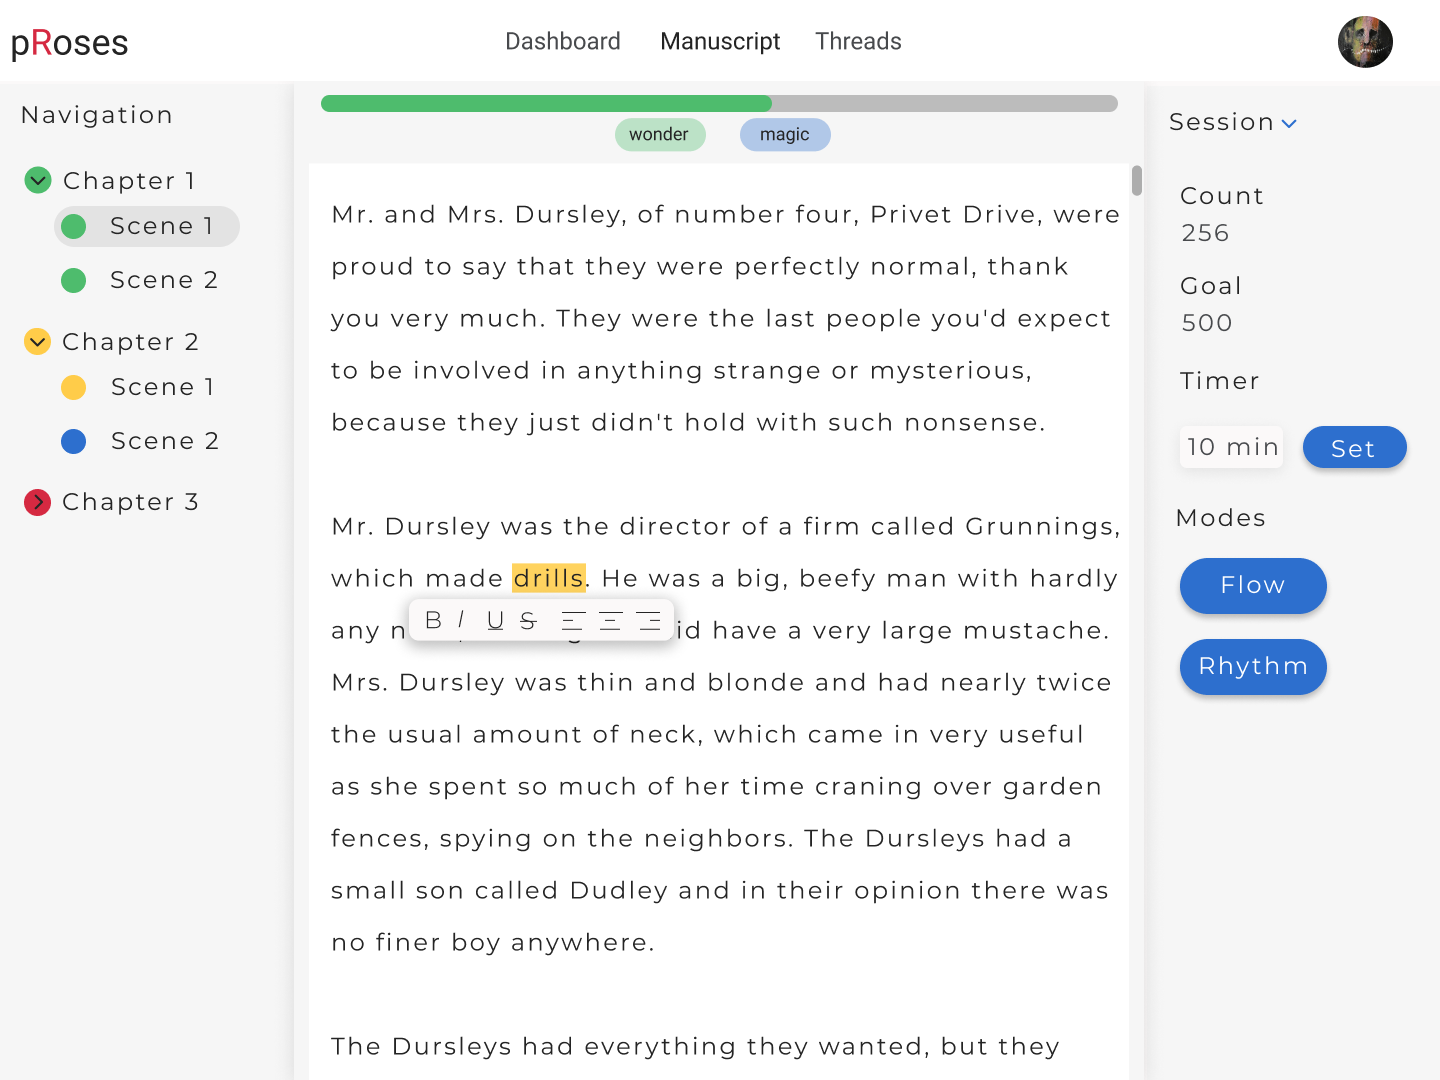 pRoses
Dashboard Manuscript Threads
Navigation
Chapter 1
Scene 1
Scene 2
Chapter 2
Scene 1
Scene 2
Chapter 3
wonder magic
Mr. and Mrs. Dursley, of number four, Privet Drive, were
proud to say that they were perfectly normal, thank
you very much. They were the last people you'd expect
to be involved in anything strange or mysterious,
because they just didn't hold with such nonsense.
Mr. Dursley was the director of a firm called Grunnings,
which made drills. He was a big, beefy man with hardly
any have a very large mustache.
B I U S
Mrs. Dursley was thin and blonde and had nearly twice
the usual amount of neck, which came in very useful
as she spent so much of her time craning over garden
fences, spying on the neighbors. The Dursleys had a
small son called Dudley and in their opinion there was
no finer boy anywhere.
The Dursleys had everything they wanted, but they
Session
Count
256
Goal
500
Timer
10 min Set
Modes
Flow
Rhythm